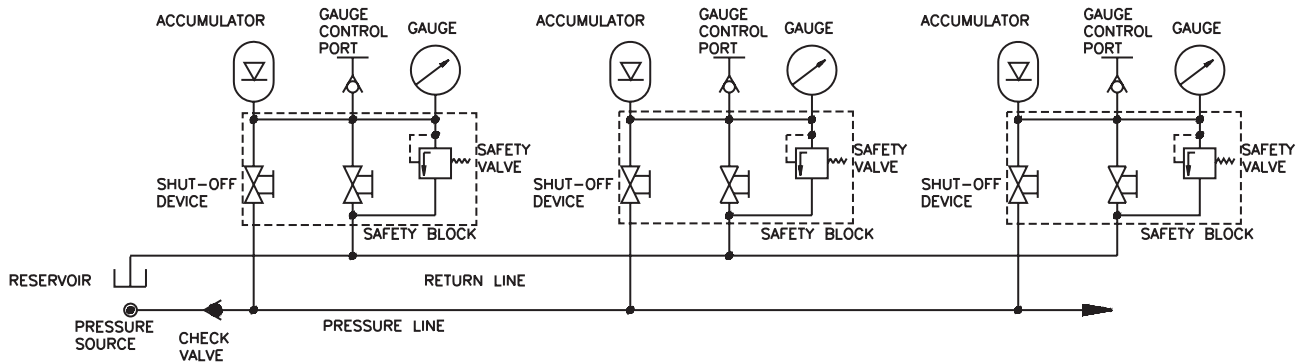 ACCUMULATOR
GAUGE
CONTROL
PORT
GAUGE
SAFETY
VALVE
SHUT-OFF
DEVICE
SAFETY BLOCK
ACCUMULATOR
GAUGE
CONTROL
PORT
GAUGE
SAFETY
VALVE
SHUT-OFF
DEVICE
SAFETY BLOCK
ACCUMULATOR
GAUGE
CONTROL
PORT
GAUGE
SAFETY
VALVE
SHUT-OFF
DEVICE
SAFETY BLOCK
RESERVOIR
RETURN LINE
PRESSURE
SOURCE
CHECK
VALVE
PRESSURE LINE